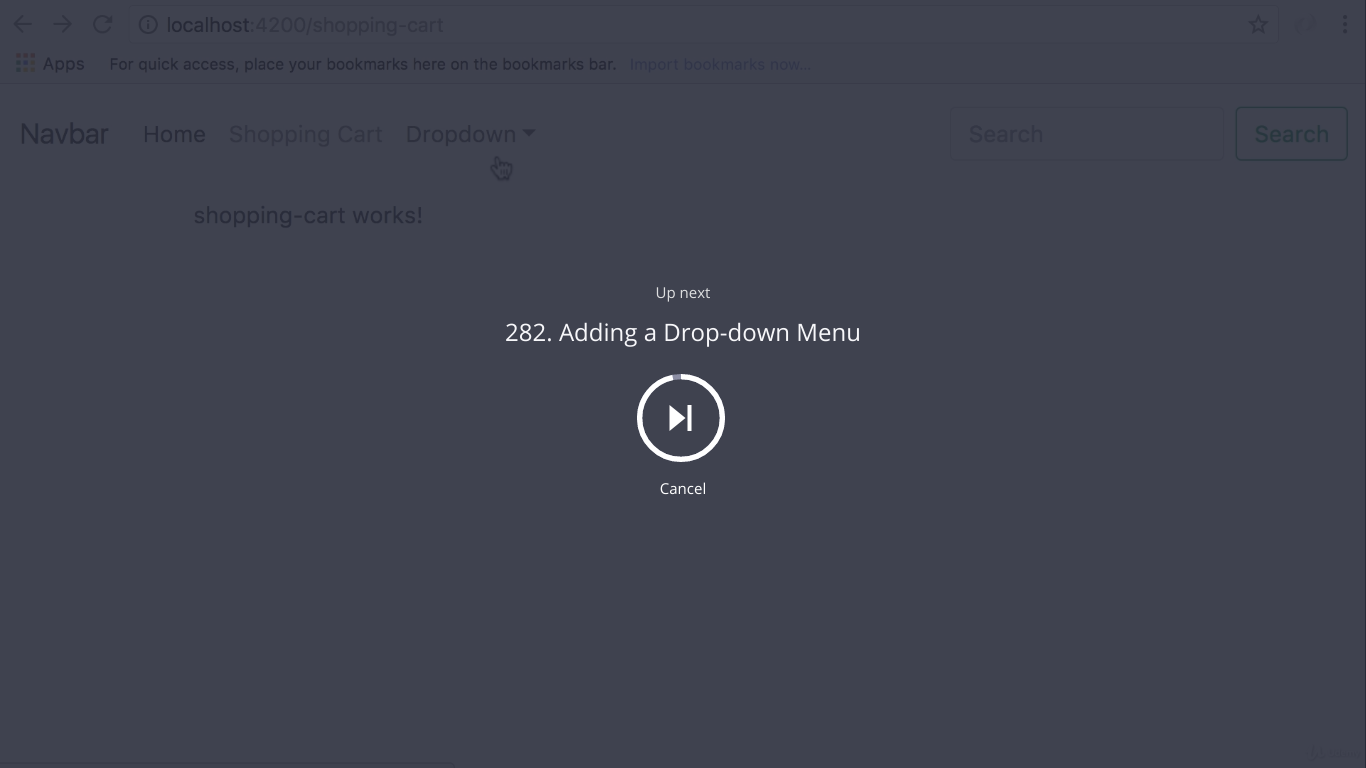 localhost:4200/shopping-cart
Apps For quick access, place your bookmarks here on the bookmarks bar. Import bookmarks now...
Navbar Home Shopping Cart Dropdown Search Search
shopping-cart works!
Up next
282. Adding a Drop-down Menu
Cancel